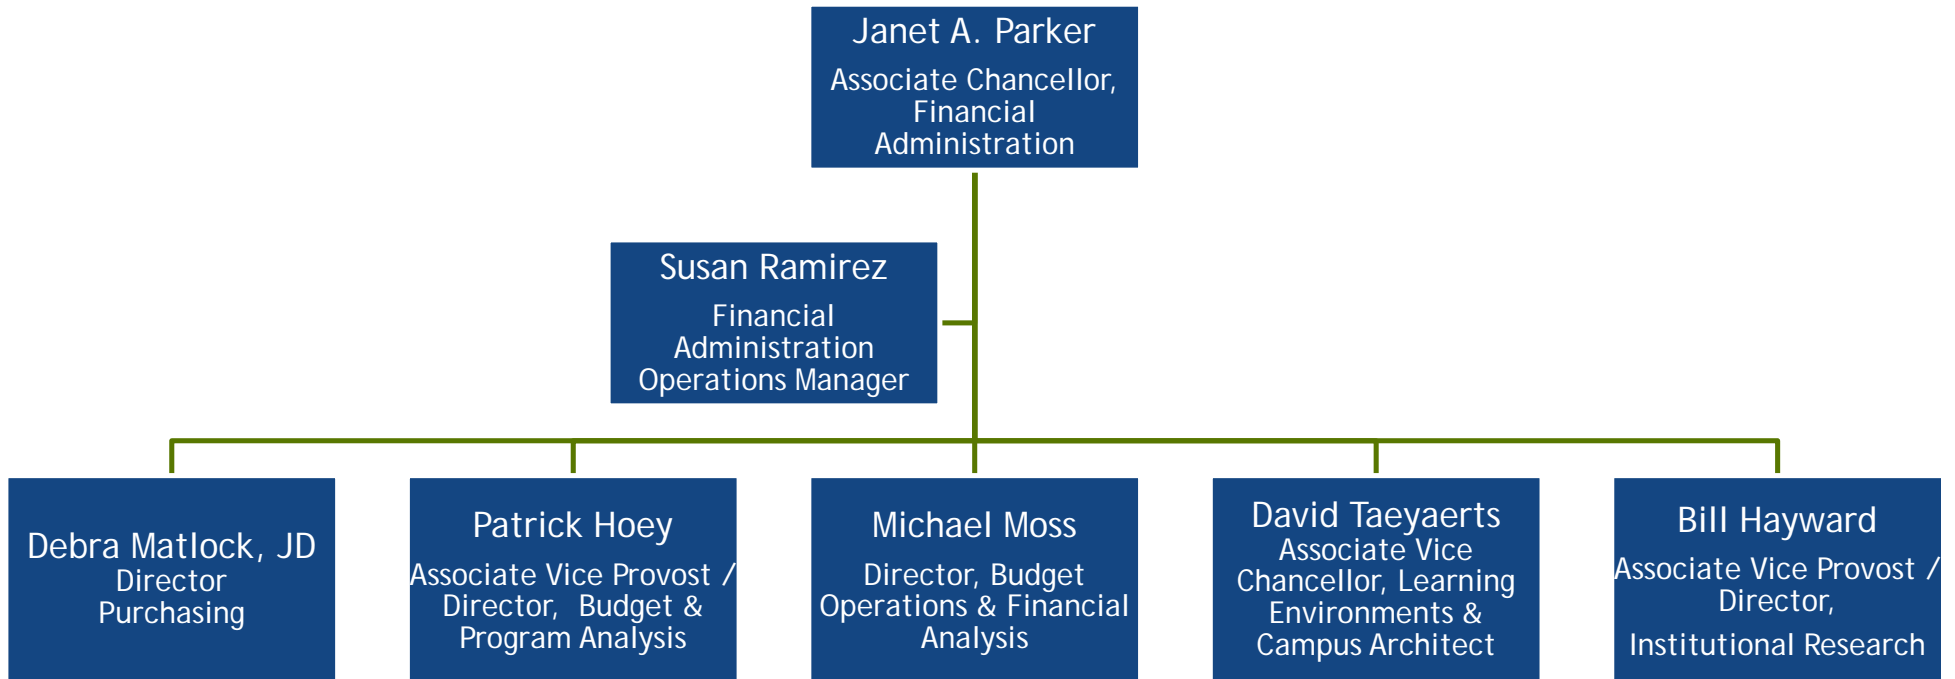 Janet A. Parker
Associate Chancellor,
Financial
Administration
Susan Ramirez
Financial
Administration
Operations Manager
Debra Matlock, JD
Director
Purchasing
Patrick Hoey
Associate Vice Provost /
Director, Budget &
Program Analysis
Michael Moss
Director, Budget
Operations & Financial
Analysis
David Taeyaerts
Associate Vice
Chancellor, Learning
Environments &
Campus Architect
Bill Hayward
Associate Vice Provost /
Director,
Institutional Research